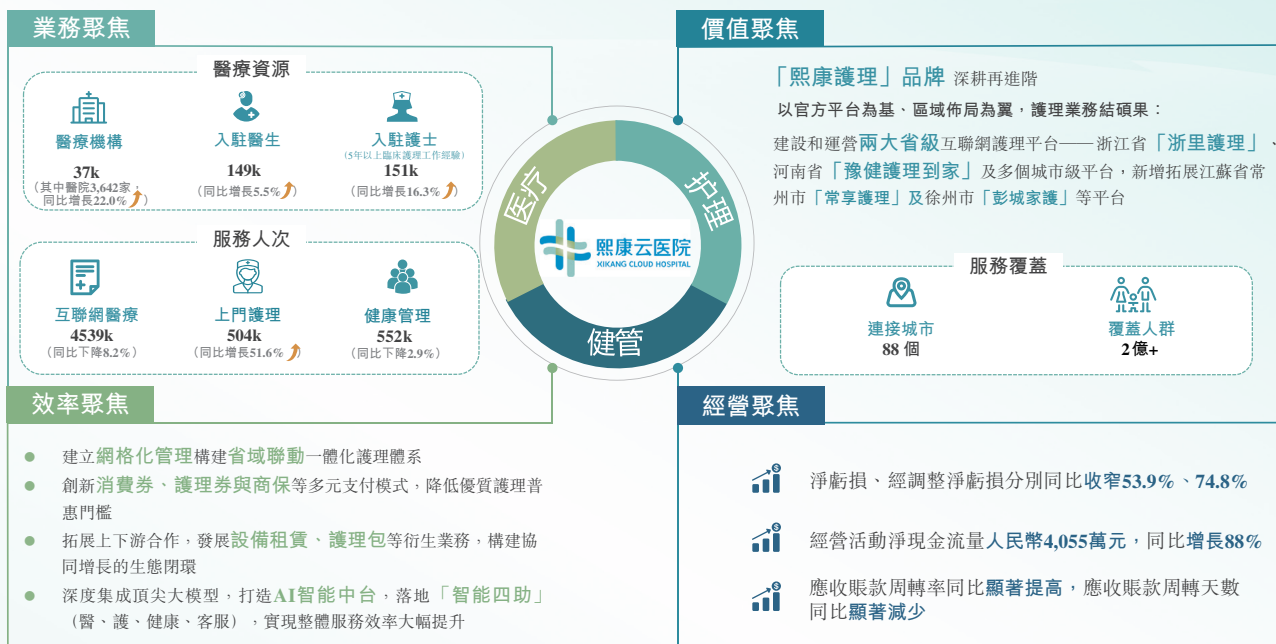 業務聚焦
醫療資源
醫療機構
37k
（其中醫院3,642家，
同比增長22.0%）
入駐醫生
149k
（同比增長5.5%）
入駐護士
（5年以上臨床護理工作經驗）
151k
（同比增長16.3%）
服務人次
互聯網醫療
4539k
（同比下降8.2%）
上門護理
504k
（同比增長51.6%）
健康管理
552k
（同比下降2.9%）
医疗
护理
健管
熙康云医院
XIKANG CLOUD HOSPITAL
價值聚焦
「熙康護理」品牌 深耕再進階
以官方平台為基、區域佈局為翼，護理業務結碩果：
建設和運營兩大省級互聯網護理平台——浙江省「浙里護理」、
河南省「豫健護理到家」及多個城市級平台，新增拓展江蘇省常
州市「常享護理」及徐州市「彭城家護」等平台
服務覆蓋
連接城市
88 個
覆蓋人群
2億+
效率聚焦
建立網格化管理構建省域聯動一體化護理體系
創新消費券、護理券與商保等多元支付模式，降低優質護理普
惠門檻
拓展上下游合作，發展設備租賃、護理包等衍生業務，構建協
同增長的生態閉環
深度集成頂尖大模型，打造AI智能中台，落地「智能四助」
（醫、護、健康、客服），實現整體服務效率大幅提升
經營聚焦
淨虧損、經調整淨虧損分別同比收窄53.9%、74.8%
經營活動淨現金流量人民幣4,055萬元，同比增長88%
應收賬款周轉率同比顯著提高，應收賬款周轉天數
同比顯著減少